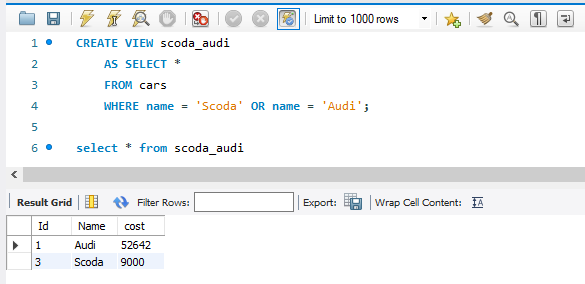 Limit to 1000 rows
1 CREATE VIEW scoda_audi
2 AS SELECT *
3 FROM cars
4 WHERE name = 'Scoda' OR name = 'Audi';
5
6 select * from scoda_audi
Result Grid Filter Rows: Export: Wrap Cell Content:
Id Name cost
1 Audi 52642
3 Scoda 9000